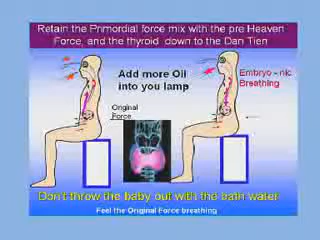 Retain the Primordial force mix with the pre Heaven
Force, and the thyroid down to the Dan Tien
Add more Oil
into you lamp
Embryo - nic
Breathing
Original
Force
Don't throw the baby out with the bath water
Feel the Original Force breathing